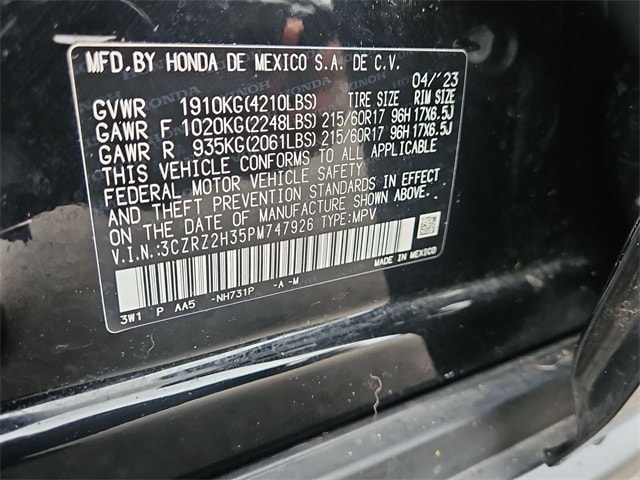 MFD.BY HONDA DE MEXICO S.A. DE C.V.
04/'23
GVWR 1910KG(4210LBS) TIRE SIZE RIM SIZE
GAWR F 1020KG(2248LBS) 215/60R17 96H 17X6.5J
GAWR R 935KG(2061LBS) 215/60R17 96H 17X6.5J
THIS VEHICLE CONFORMS TO ALL APPLICABLE
FEDERAL MOTOR VEHICLE SAFETY
AND THEFT PREVENTION STANDARDS IN EFFECT
ON THE DATE OF MANUFACTURE SHOWN ABOVE.
V.I.N.:3CZRZ2H35PM747926 TYPE:MPV
MADE IN MEXICO
3W1 P AA5 -NH731P -A -M